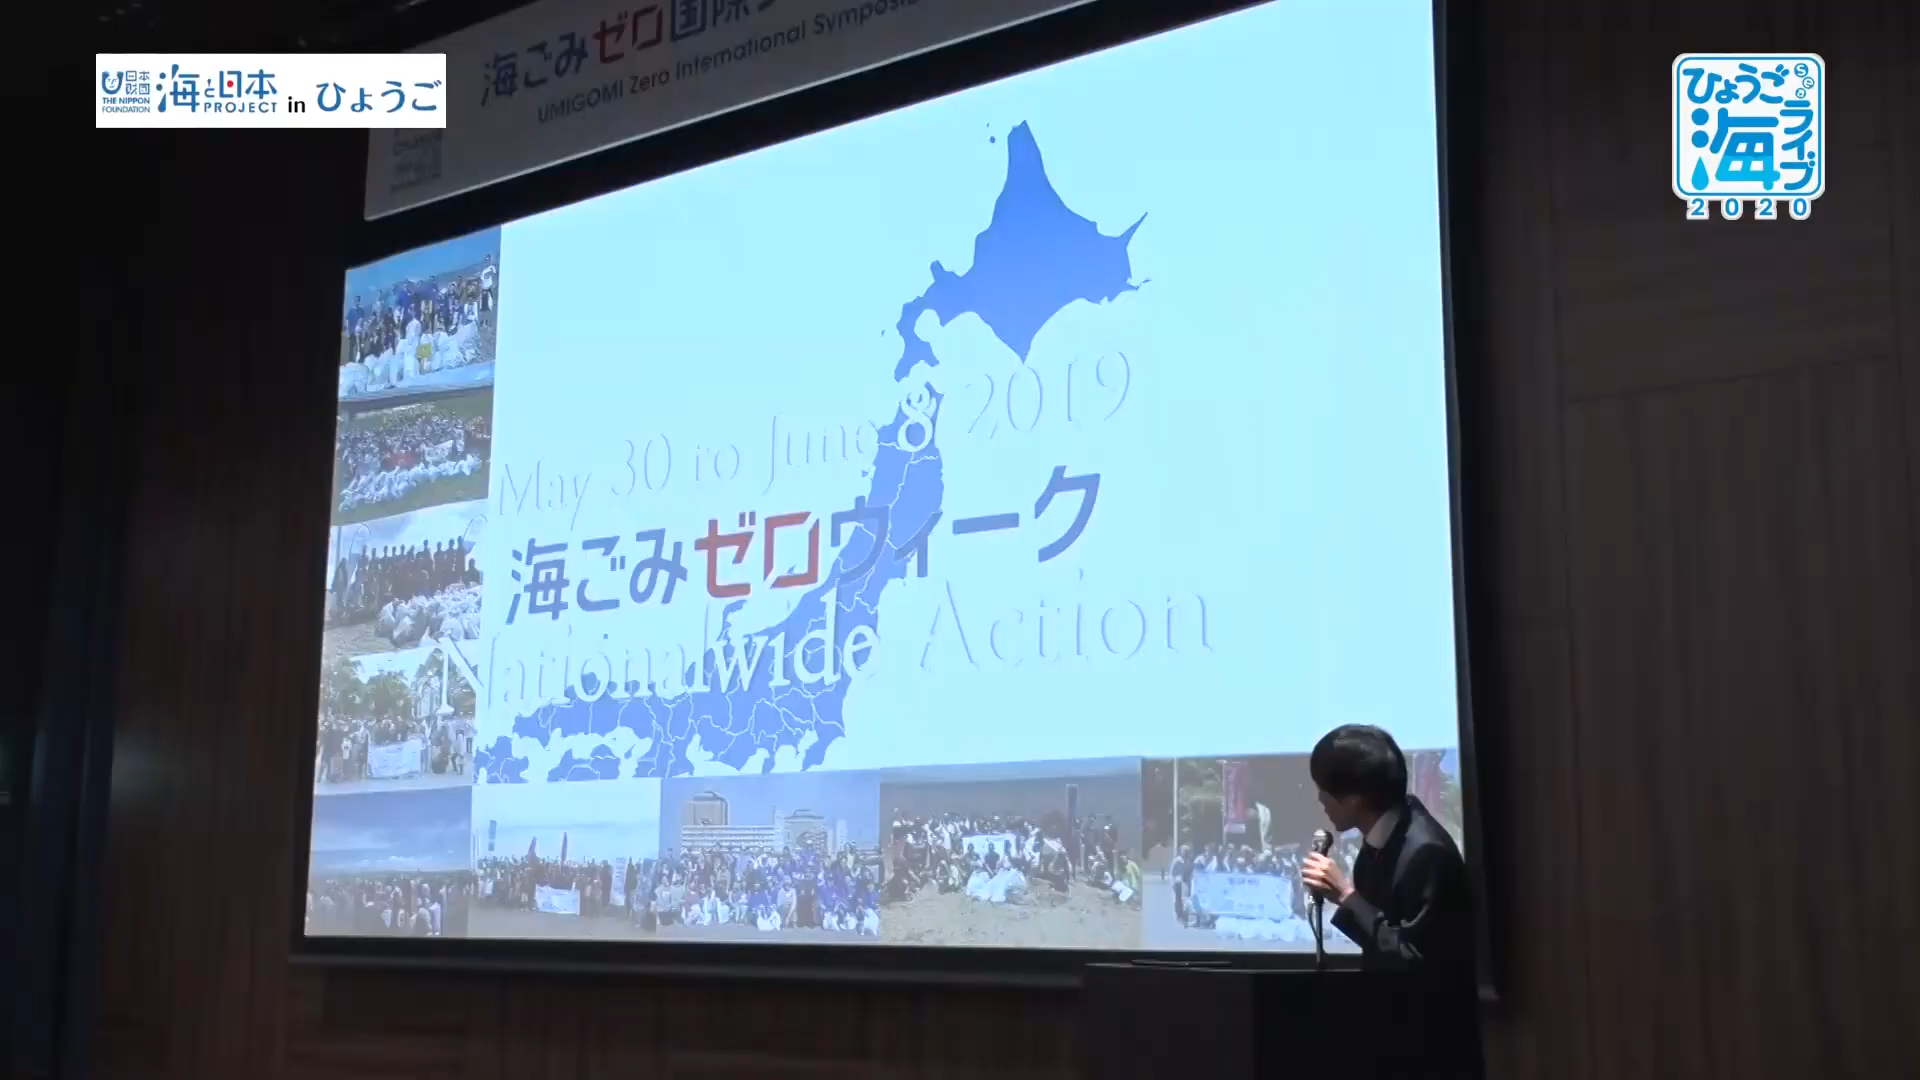 日本財団
THE NIPPON FOUNDATION
海と日本
PROJECT
in ひょうご
ひょうご
Sea
海
ライブ
2020
海ごみゼロ国際
UMIGOMI Zero International
May 30 to June 8 2019
海ごみゼロウィーク
Nationalwide Action